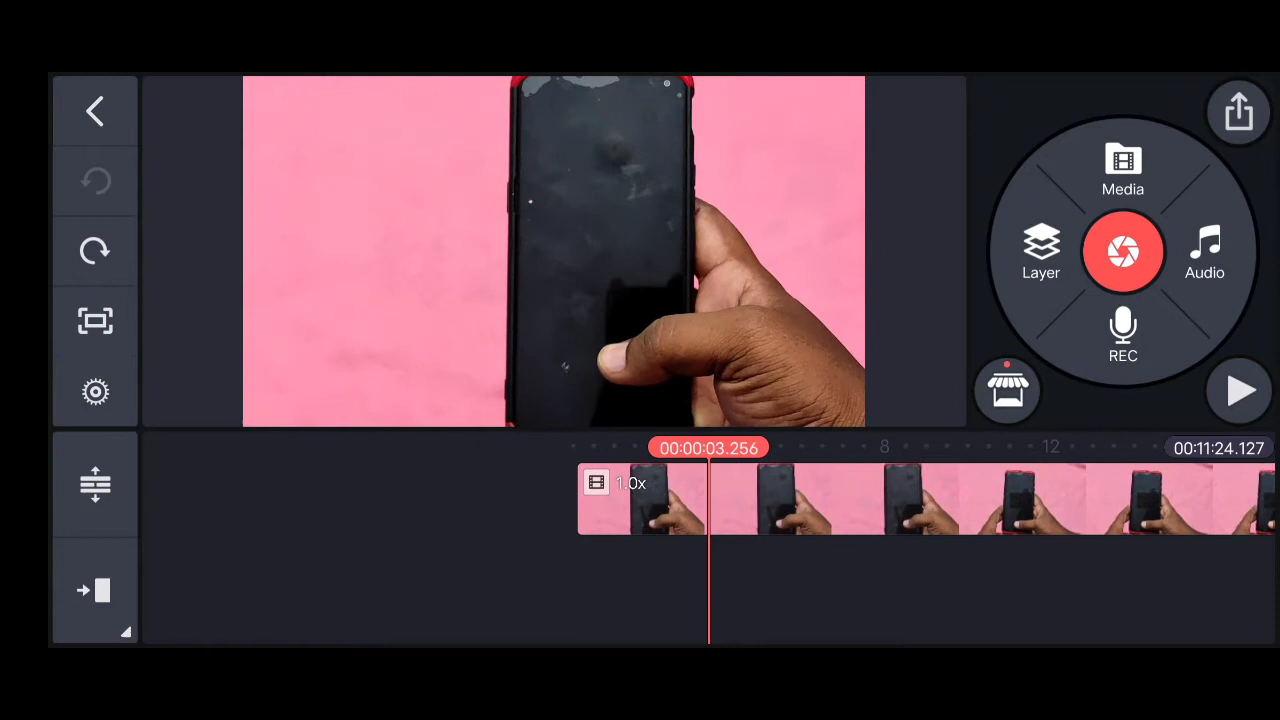 Media
Layer
Audio
REC
00:00:03.256
8
12
00:11:24.127
1.0x